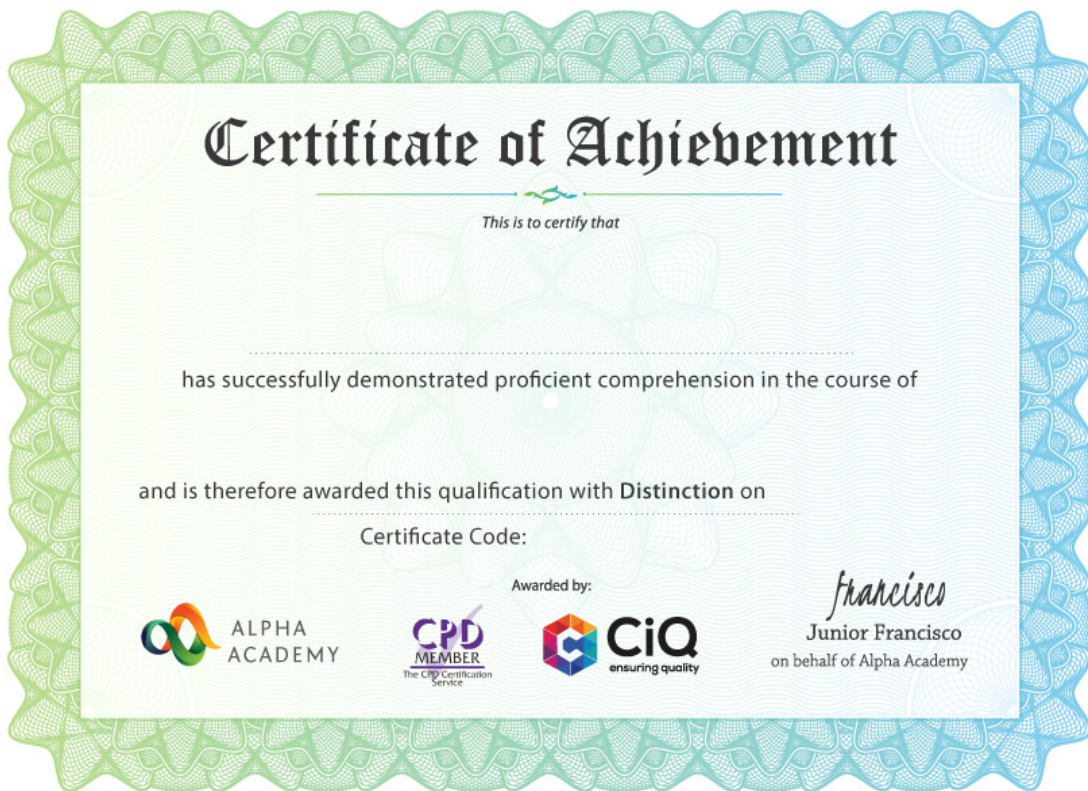 Certificate of Achievement
This is to certify that
has successfully demonstrated proficient comprehension in the course of
and is therefore awarded this qualification with Distinction on
Certificate Code:
Awarded by:
ALPHA
ACADEMY
CPD
MEMBER
The CPD Certification
Service
CiQ
ensuring quality
Francisco
Junior Francisco
on behalf of Alpha Academy